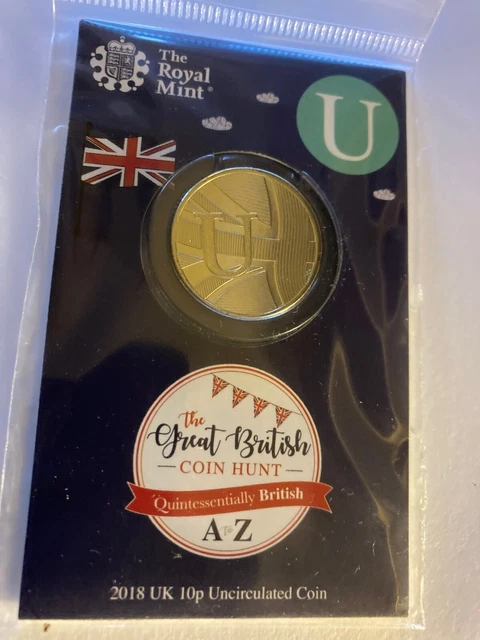 The
Royal
Mint®
U
U
The
Great British
COIN HUNT
Quintessentially British
A TO Z
2018 UK 10p Uncirculated Coin